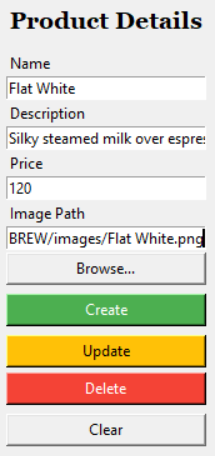 Product Details
Name
Flat White
Description
Silky steamed milk over espre
Price
120
Image Path
BREW/images/Flat White.png
Browse...
Create
Update
Delete
Clear